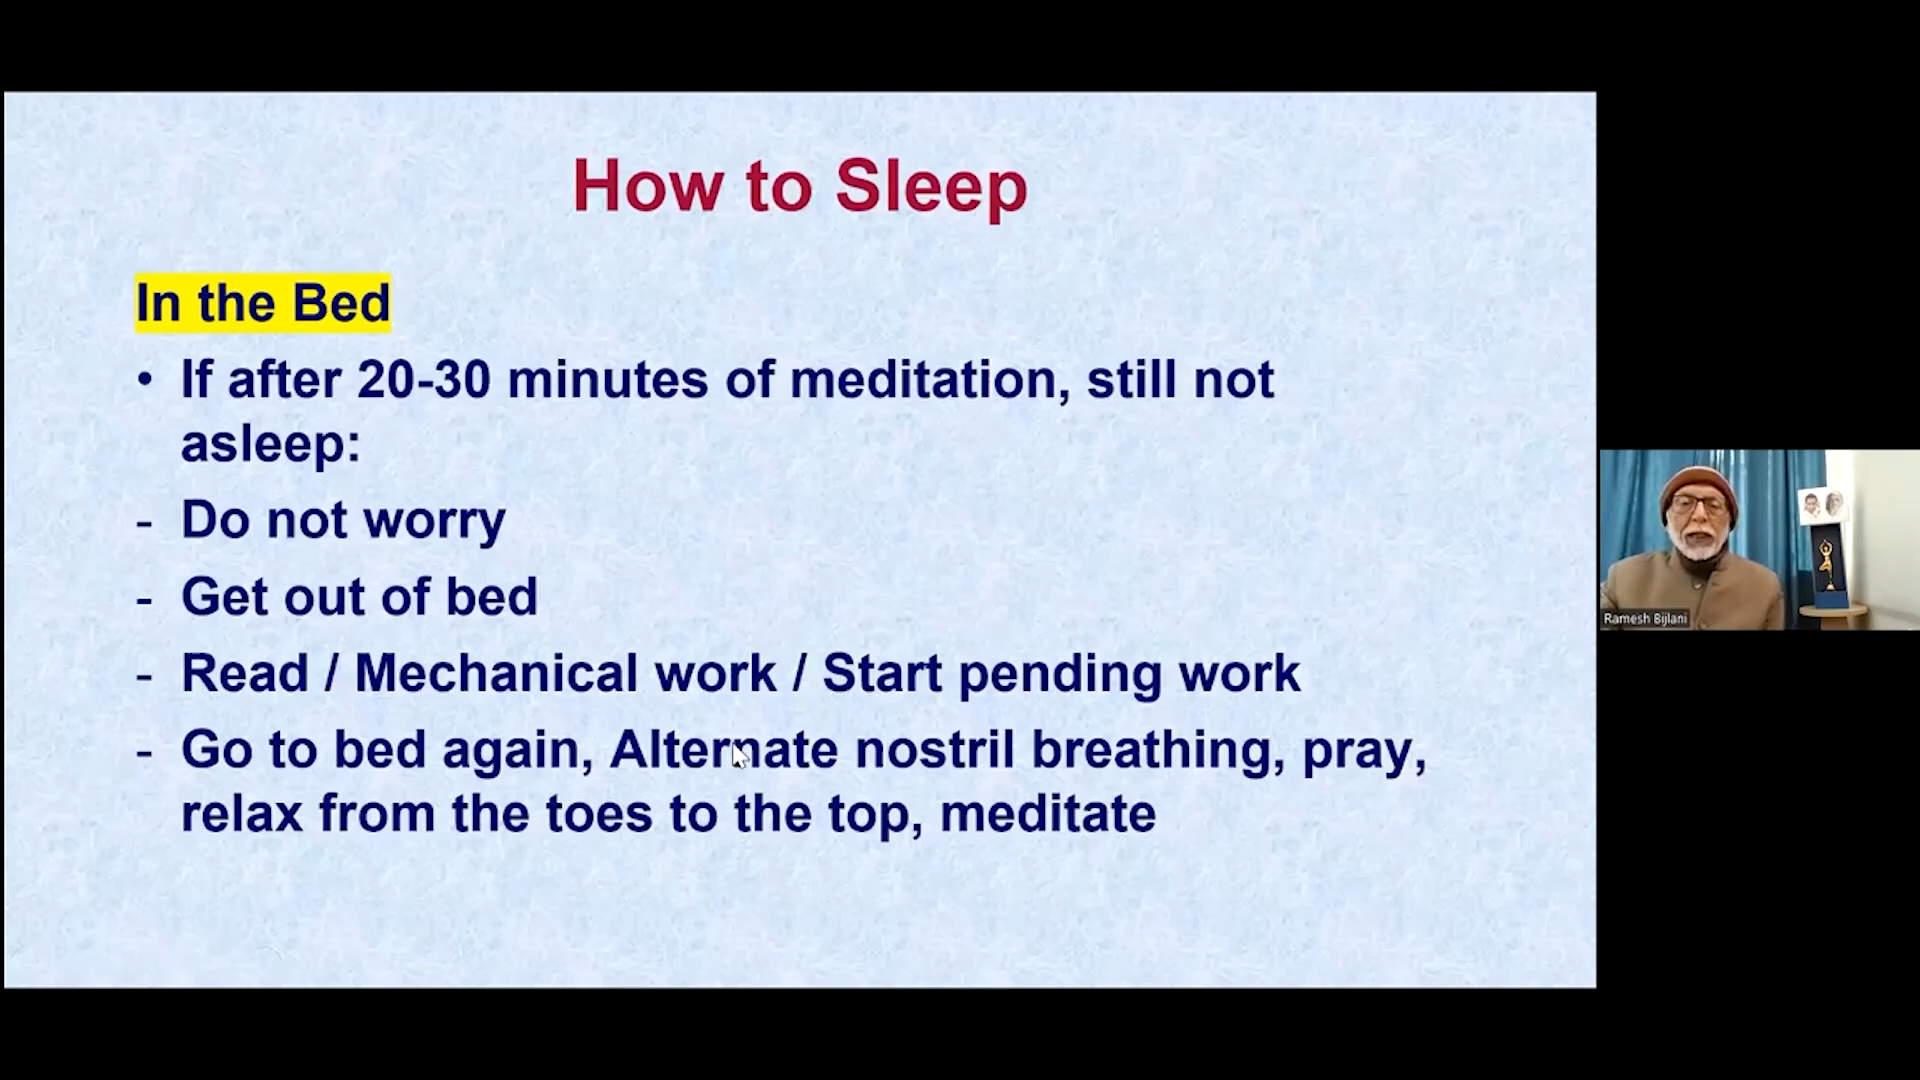 How to Sleep
In the Bed
• If after 20-30 minutes of meditation, still not
asleep:
- Do not worry
- Get out of bed
- Read / Mechanical work / Start pending work
- Go to bed again, Alternate nostril breathing, pray,
relax from the toes to the top, meditate
Ramesh Bijlani